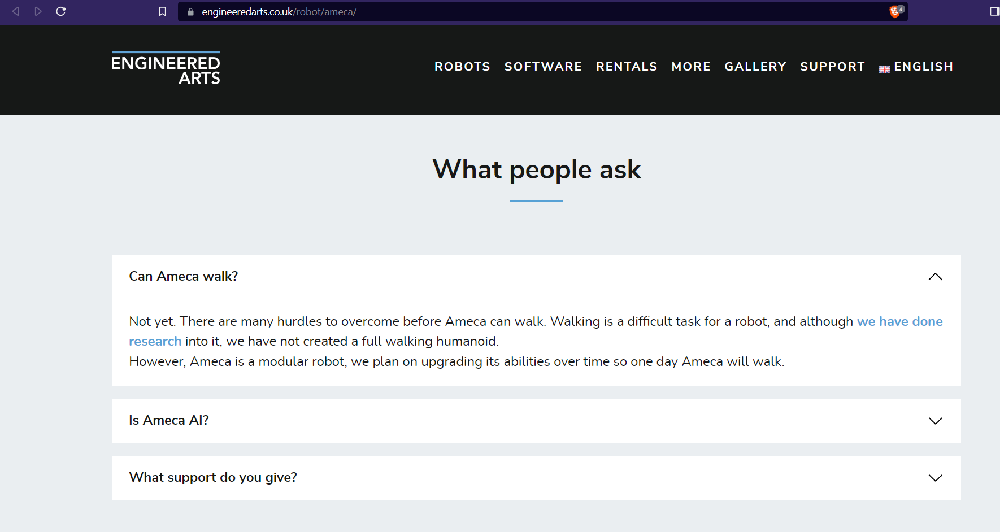 engineeredarts.co.uk/robot/ameca/
4
ENGINEERED
ARTS
ROBOTS SOFTWARE RENTALS MORE GALLERY SUPPORT ENGLISH
What people ask
Can Ameca walk?
Not yet. There are many hurdles to overcome before Ameca can walk. Walking is a difficult task for a robot, and although we have done
research into it, we have not created a full walking humanoid.
However, Ameca is a modular robot, we plan on upgrading its abilities over time so one day Ameca will walk.
Is Ameca AI?
What support do you give?